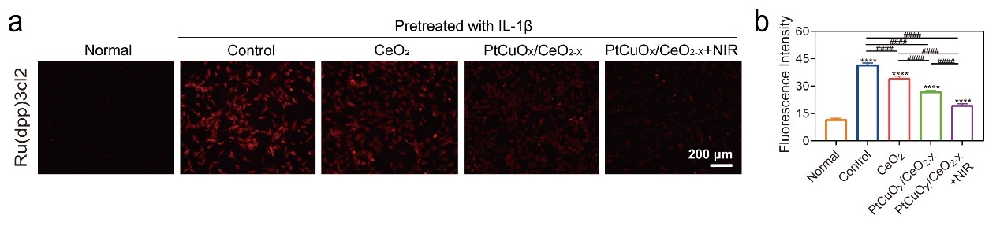 a
Pretreated with IL-1β
Normal
Control
CeO₂
PtCuOₓ/CeO₂₋ₓ
PtCuOₓ/CeO₂₋ₓ+NIR
Ru(dpp)3cl2
200 μm
b
Fluorescence Intensity
60
45
30
15
0
####
####
####
####
####
####
****
****
****
****
Normal
Control
CeO₂
PtCuOₓ/CeO₂₋ₓ
PtCuOₓ/CeO₂₋ₓ
+NIR